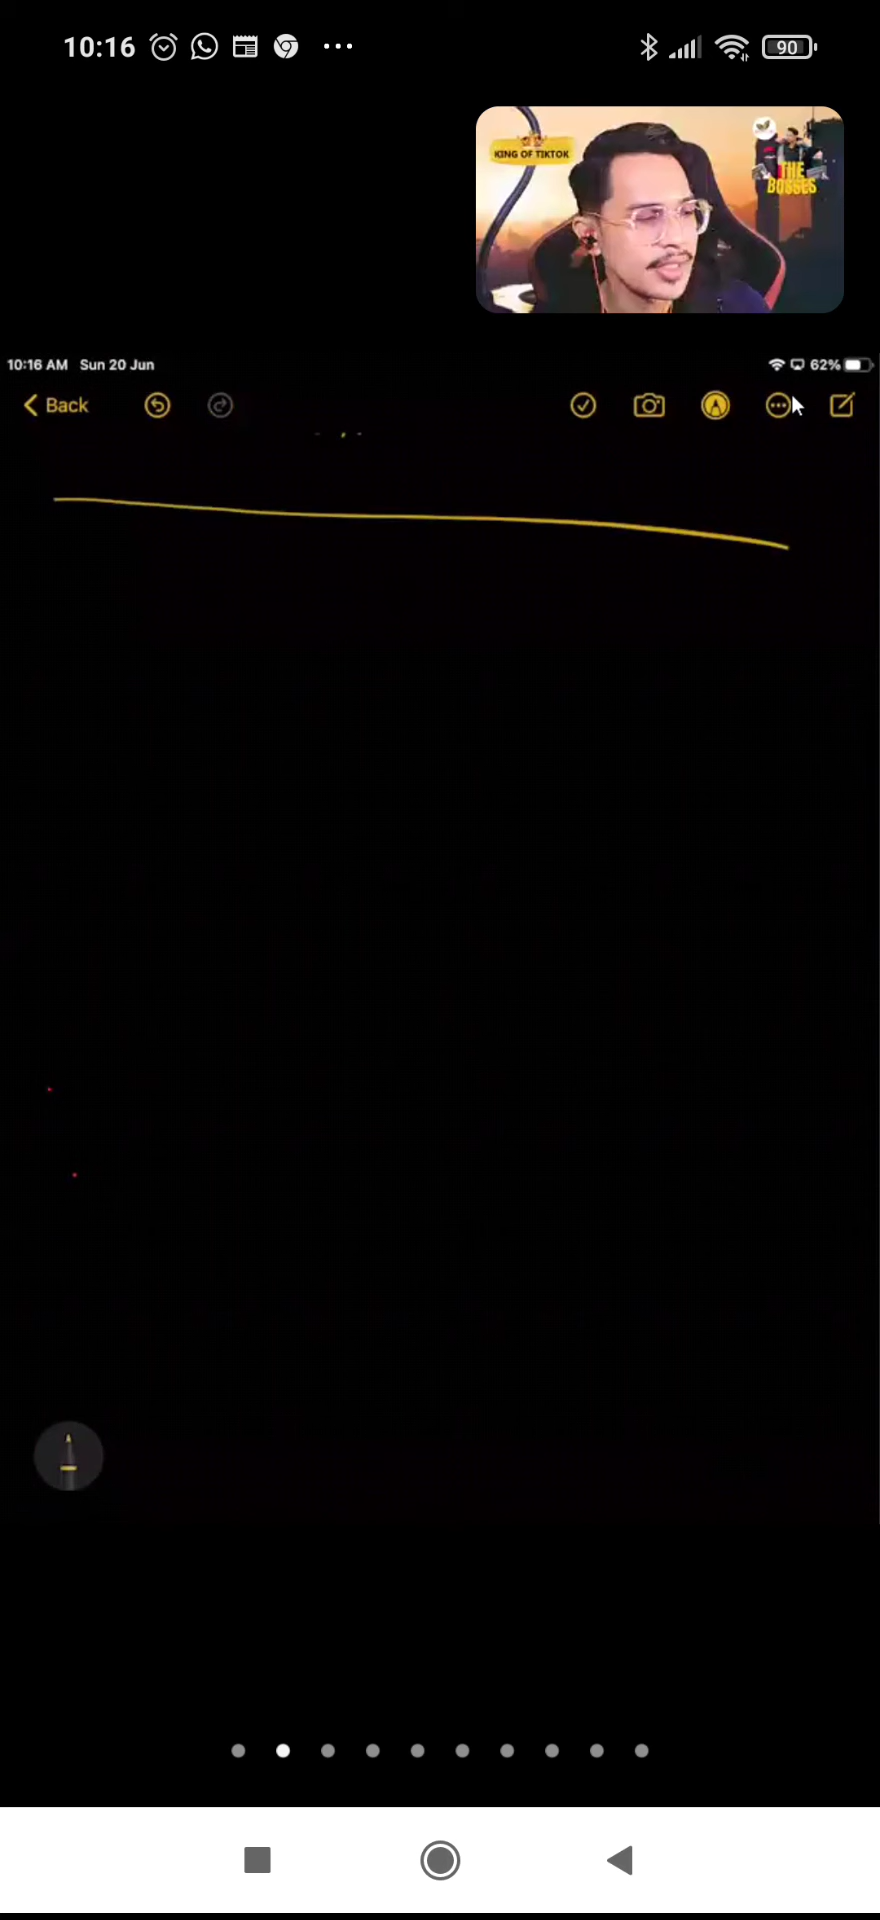 10:16
90
KING OF TIKTOK
THE
BOSSES
10:16 AM Sun 20 Jun
62%
Back